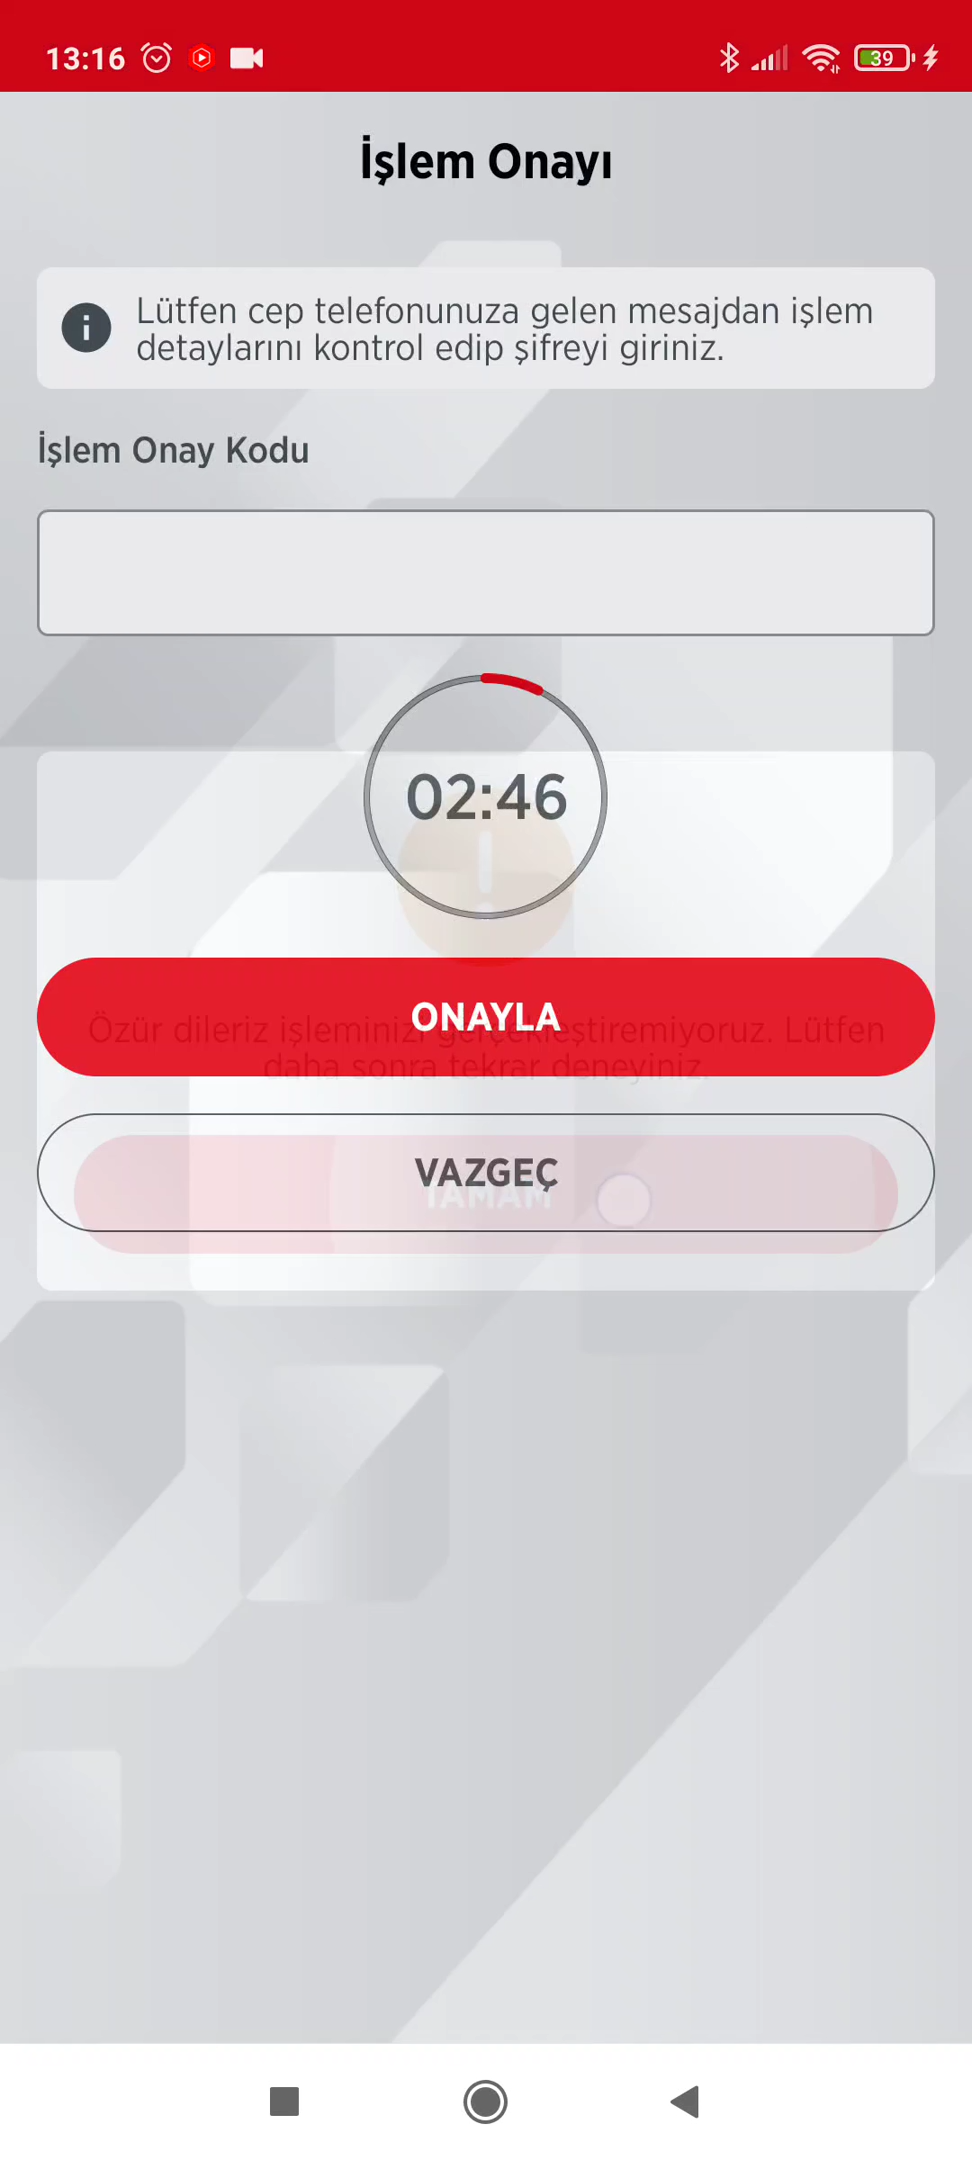 13:16
39
İşlem Onayı
Lütfen cep telefonunuza gelen mesajdan işlem
detaylarını kontrol edip şifreyi giriniz.
İşlem Onay Kodu
02:46
ONAYLA
Özür dileriz işleminizi gerçekleştiremiyoruz. Lütfen
daha sonra tekrar deneyiniz.
VAZGEÇ
TAMAM